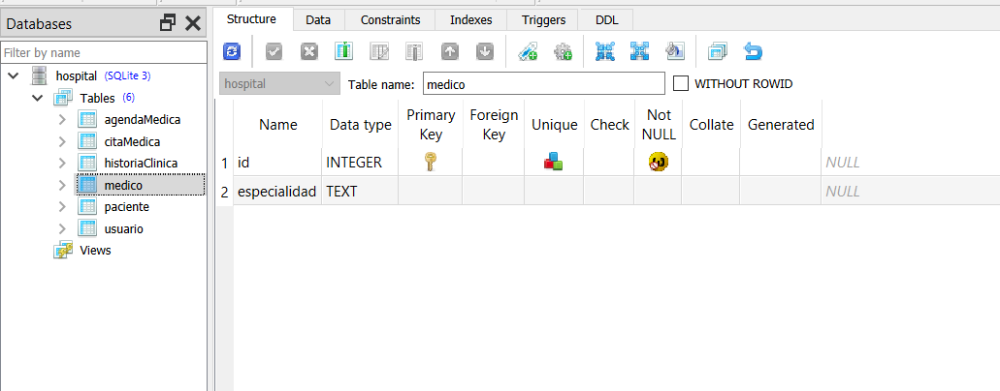 Databases
Filter by name
hospital (SQLite 3)
Tables (6)
agendaMedica
citaMedica
historiaClinica
medico
paciente
usuario
Views
Structure Data Constraints Indexes Triggers DDL
hospital Table name: medico WITHOUT ROWID
Name Data type Primary Key Foreign Key Unique Check Not NULL Collate Generated
1 id INTEGER NULL
2 especialidad TEXT NULL